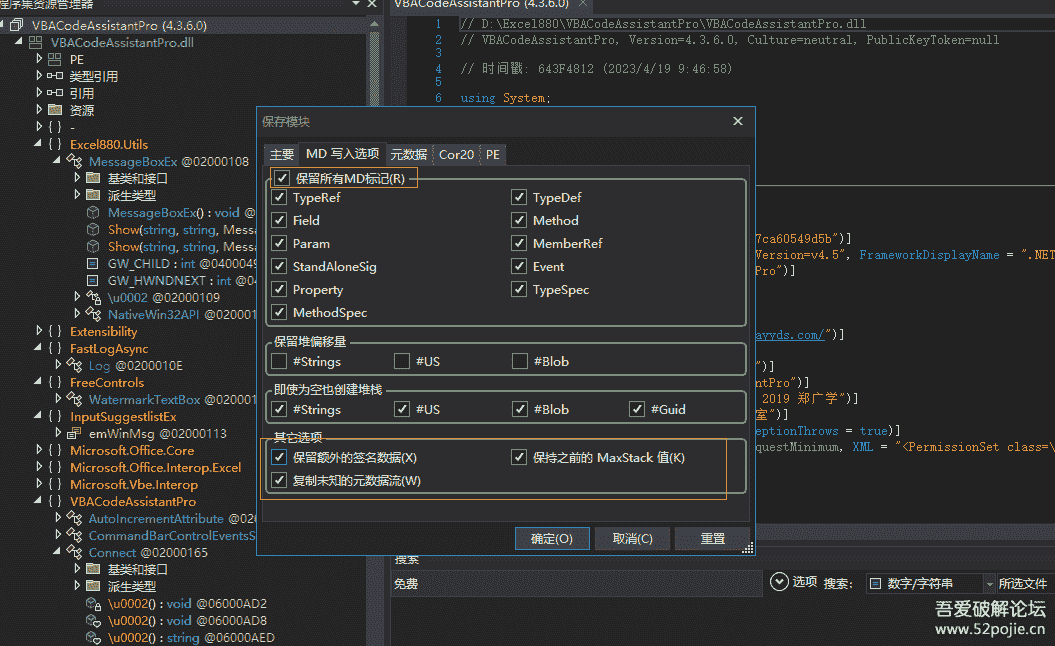 程序集资源管理器
VBACodeAssistantPro (4.3.6.0)
VBACodeAssistantPro.dll
PE
类型引用
引用
资源
{ } -
{ } Excel880.Utils
MessageBoxEx @02000108
基类和接口
派生类型
MessageBoxEx() : void @
Show(string, string, Messa
Show(string, string, Messa
GW_CHILD : int @0400049
GW_HWNDNEXT : int @04
\u0002 @02000109
NativeWin32API @020001
{ } Extensibility
{ } FastLogAsync
Log @0200010E
{ } FreeControls
WatermarkTextBox @020001
{ } InputSuggestlistEx
emWinMsg @02000113
{ } Microsoft.Office.Core
{ } Microsoft.Office.Interop.Excel
{ } Microsoft.Vbe.Interop
{ } VBACodeAssistantPro
AutoIncrementAttribute @020
CommandBarControlEventsS
Connect @02000165
基类和接口
派生类型
\u0002() : void @06000AD2
\u0002() : void @06000AD8
\u0002() : string @06000AED
VBACodeAssistantPro (4.3.6.0)
1 // D:\Excel880\VBACodeAssistantPro\VBACodeAssistantPro.dll
2 // VBACodeAssistantPro, Version=4.3.6.0, Culture=neutral, PublicKeyToken=null
3
4 // 时间戳: 643F4812 (2023/4/19 9:46:58)
5
6 using System;
7ca60549d5b")]
Version=v4.5", FrameworkDisplayName = ".NET
Pro")]
ayyds.com/")]
")]
ntPro")]
2019 郑广学")]
室")]
eptionThrows = true)]
questMinimum, XML = "<PermissionSet class=\
保存模块
主要
MD 写入选项
元数据
Cor20
PE
保留所有MD标记(R)
TypeRef
TypeDef
Field
Method
Param
MemberRef
StandAloneSig
Event
Property
TypeSpec
MethodSpec
保留堆偏移量
#Strings
#US
#Blob
即使为空也创建堆栈
#Strings
#US
#Blob
#Guid
其它选项
保留额外的签名数据(X)
保持之前的 MaxStack 值(K)
复制未知的元数据流(W)
确定(O)
取消(C)
重置
搜索
免费
选项
搜索:
数字/字符串
所选文件
吾爱破解论坛
www.52pojie.cn